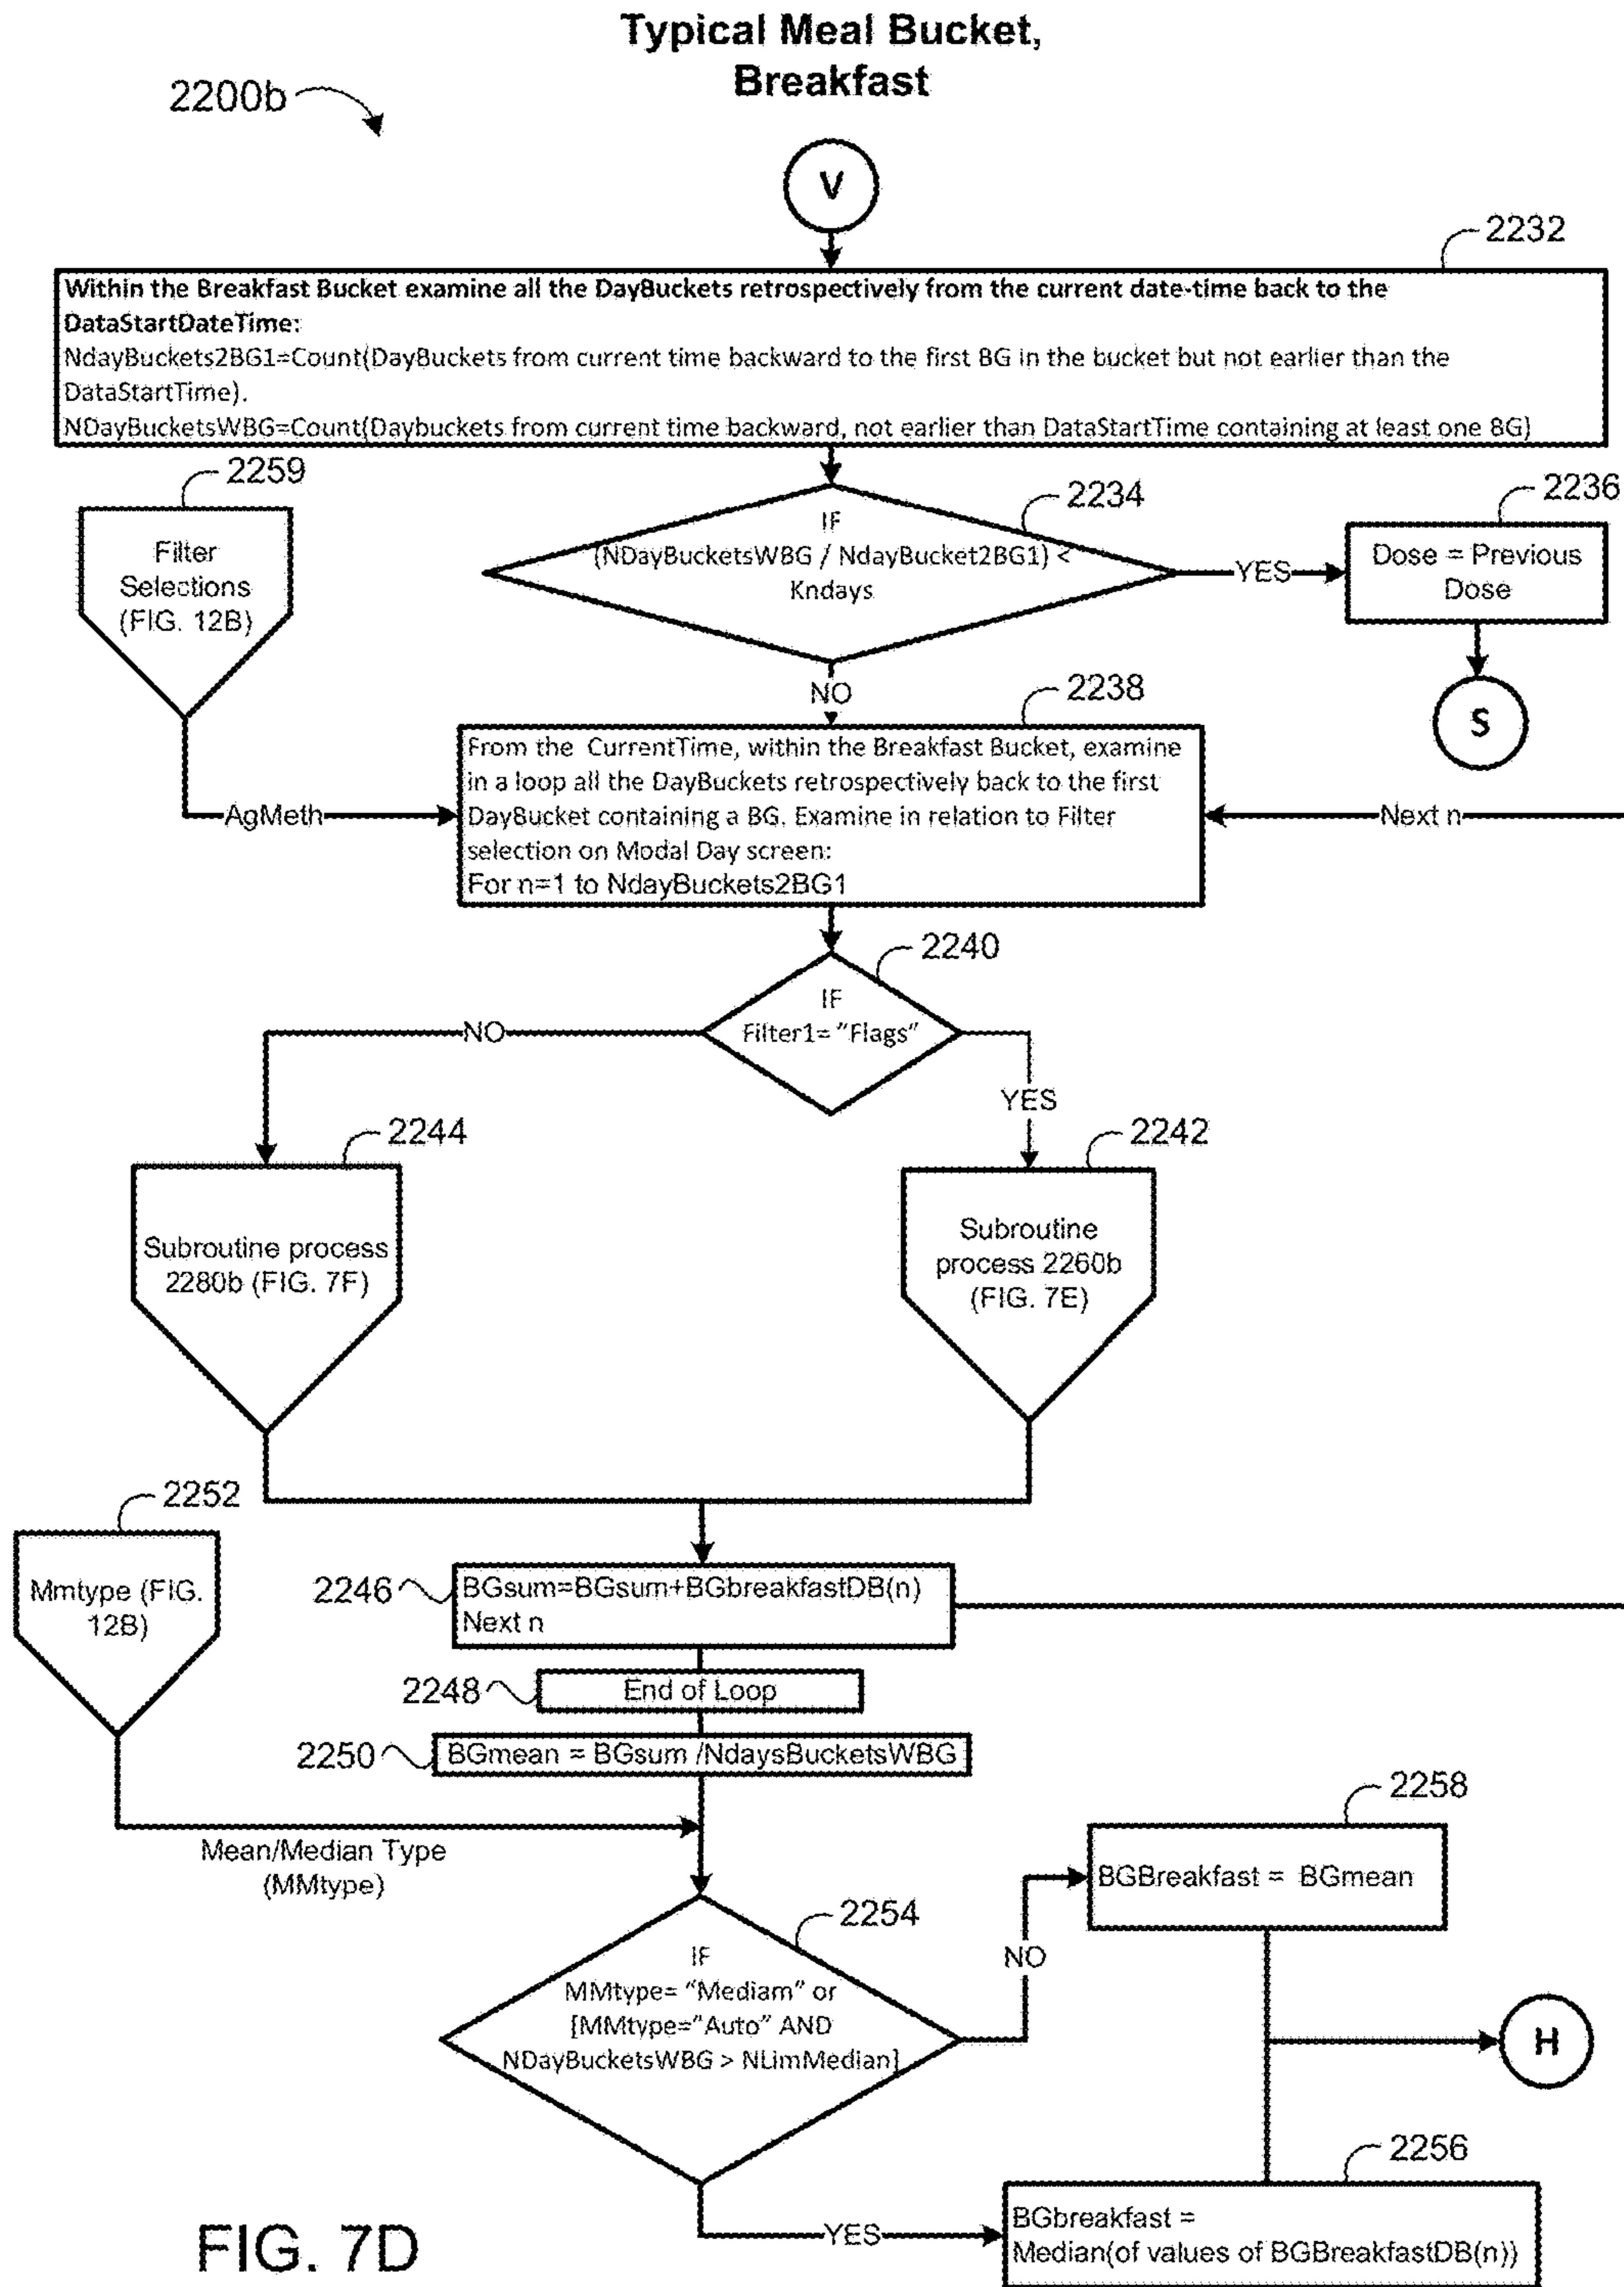 Typical Meal Bucket,
Breakfast
2200b
V
2232
Within the Breakfast Bucket examine all the DayBuckets retrospectively from the current date-time back to the
DataStartDateTime:
NdayBuckets2BG1=Count(DayBuckets from current time backward to the first BG in the bucket but not earlier than the
DataStartTime).
NDayBucketsWBG=Count(Daybuckets from current time backward, not earlier than DataStartTime containing at least one BG)
2259
Filter
Selections
(FIG. 12B)
2234
IF
(NDayBucketsWBG / NdayBucket2BG1) <
Kndays
YES
2236
Dose = Previous
Dose
S
NO
2238
From the CurrentTime, within the Breakfast Bucket, examine
in a loop all the DayBuckets retrospectively back to the first
DayBucket containing a BG. Examine in relation to Filter
selection on Modal Day screen:
For n=1 to NdayBuckets2BG1
AgMeth
Next n
2240
IF
Filter1= "Flags"
NO
YES
2244
Subroutine process
2280b (FIG. 7F)
2242
Subroutine
process 2260b
(FIG. 7E)
2252
Mmtype (FIG.
12B)
2246
BGsum=BGsum+BGbreakfastDB(n)
Next n
2248
End of Loop
2250
BGmean = BGsum /NdaysBucketsWBG
Mean/Median Type
(MMtype)
2254
IF
MMtype= "Mediam" or
[MMtype="Auto" AND
NDayBucketsWBG > NLimMedian]
NO
2258
BGBreakfast = BGmean
H
YES
2256
BGbreakfast =
Median(of values of BGBreakfastDB(n))
FIG. 7D